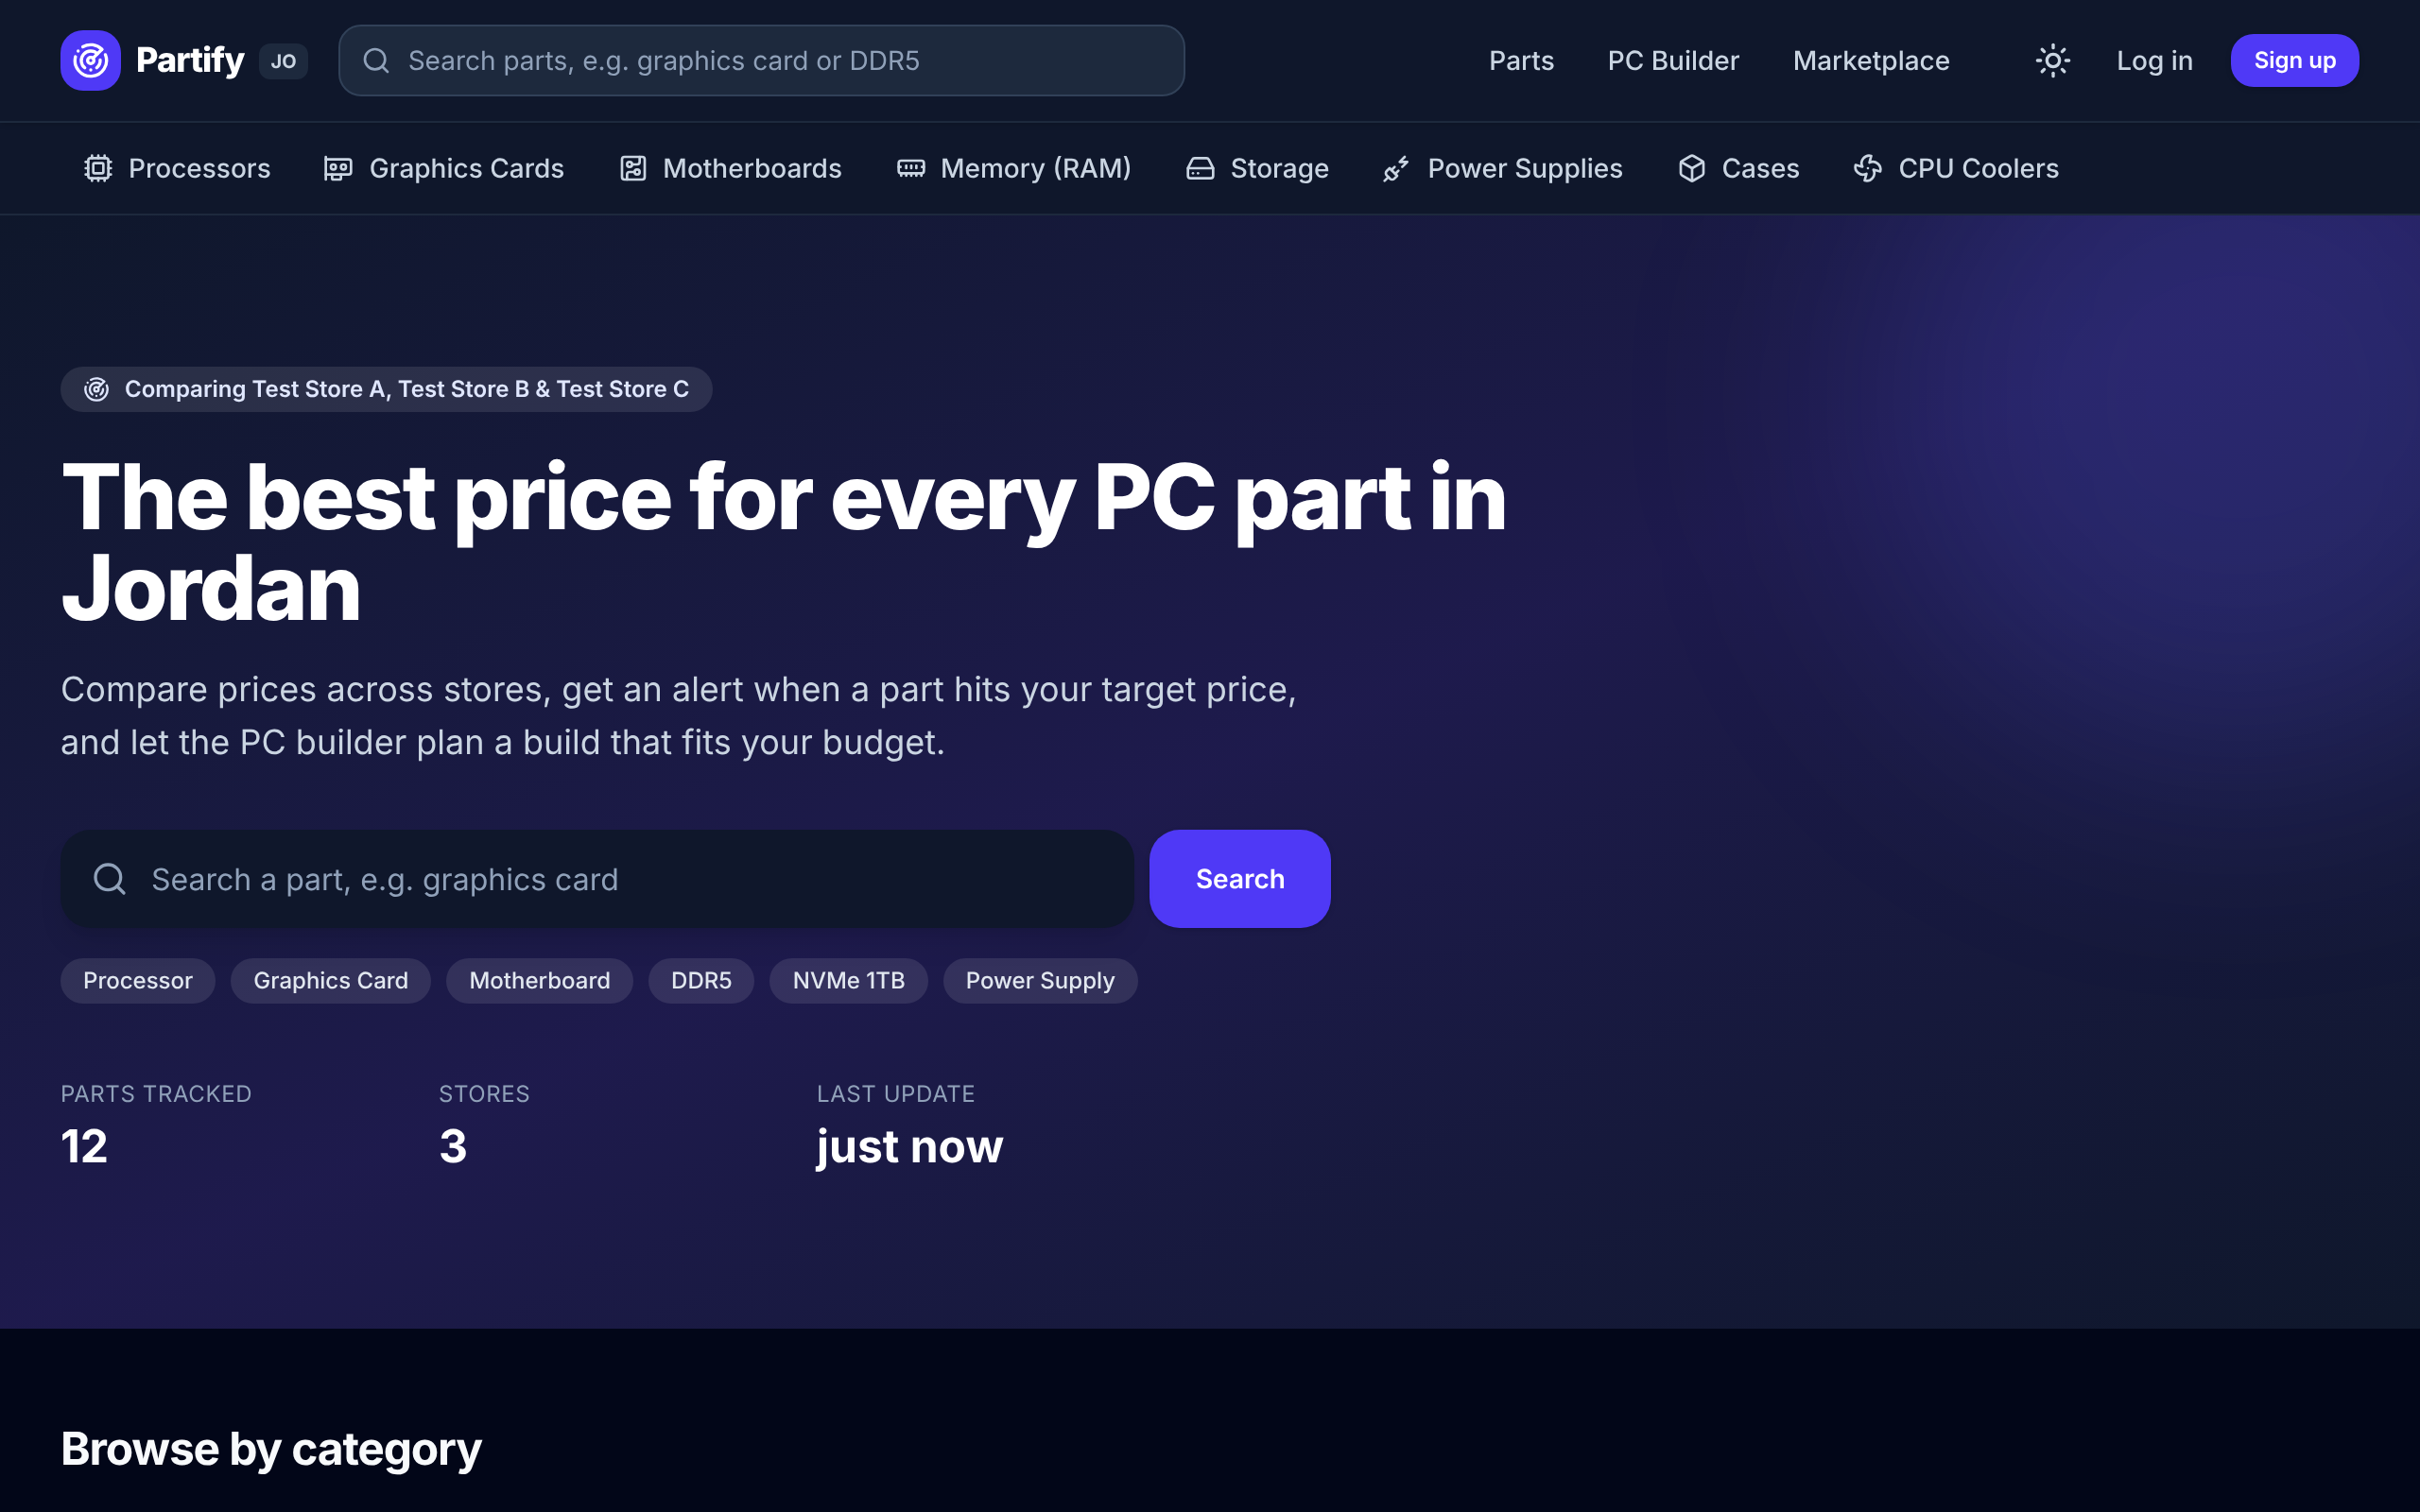 Partify JO
Search parts, e.g. graphics card or DDR5
Parts
PC Builder
Marketplace
Log in
Sign up
Processors
Graphics Cards
Motherboards
Memory (RAM)
Storage
Power Supplies
Cases
CPU Coolers
Comparing Test Store A, Test Store B & Test Store C
The best price for every PC part in
Jordan
Compare prices across stores, get an alert when a part hits your target price,
and let the PC builder plan a build that fits your budget.
Search a part, e.g. graphics card
Search
Processor
Graphics Card
Motherboard
DDR5
NVMe 1TB
Power Supply
PARTS TRACKED
12
STORES
3
LAST UPDATE
just now
Browse by category